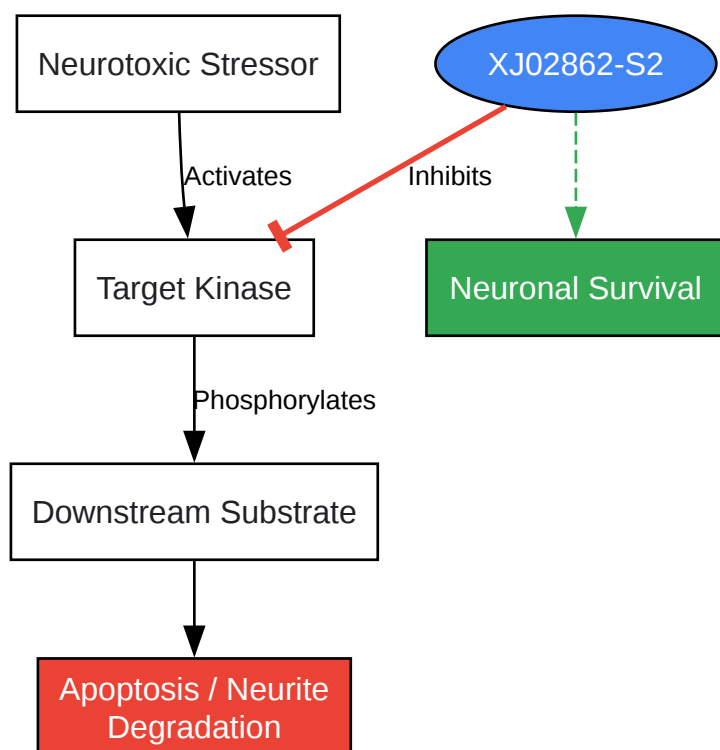 Neurotoxic Stressor
XJ02862-S2
Activates
Inhibits
Target Kinase
Neuronal Survival
Phosphorylates
Downstream Substrate
Apoptosis / Neurite
Degradation